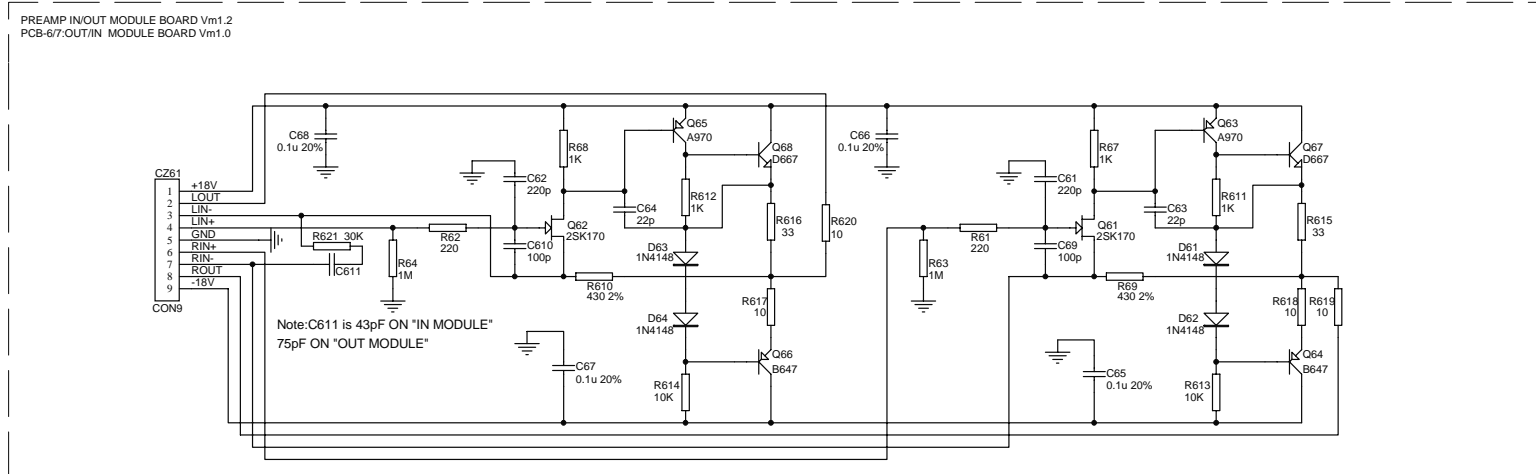 PREAMP IN/OUT MODULE BOARD Vm1.2
PCB-6/7:OUT/IN MODULE BOARD Vm1.0
CZ61
1 +18V
2 LOUT
3 LIN-
4 LIN+
5 GND
6 RIN+
7 RIN-
8 ROUT
9 -18V
CON9
C68
0.1u 20%
R621 30K
C611
R64
1M
R62
220
C62
220p
C610
100p
R68
1K
Q62
2SK170
C64
22p
Q65
A970
R612
1K
Q68
D667
R616
33
R620
10
D63
1N4148
R610
430 2%
R617
10
D64
1N4148
Q66
B647
R614
10K
C67
0.1u 20%
Note:C611 is 43pF ON "IN MODULE"
75pF ON "OUT MODULE"
C66
0.1u 20%
R63
1M
R61
220
C61
220p
C69
100p
R67
1K
Q61
2SK170
C63
22p
Q63
A970
R611
1K
Q67
D667
R615
33
D61
1N4148
R69
430 2%
R618
10
R619
10
D62
1N4148
Q64
B647
R613
10K
C65
0.1u 20%